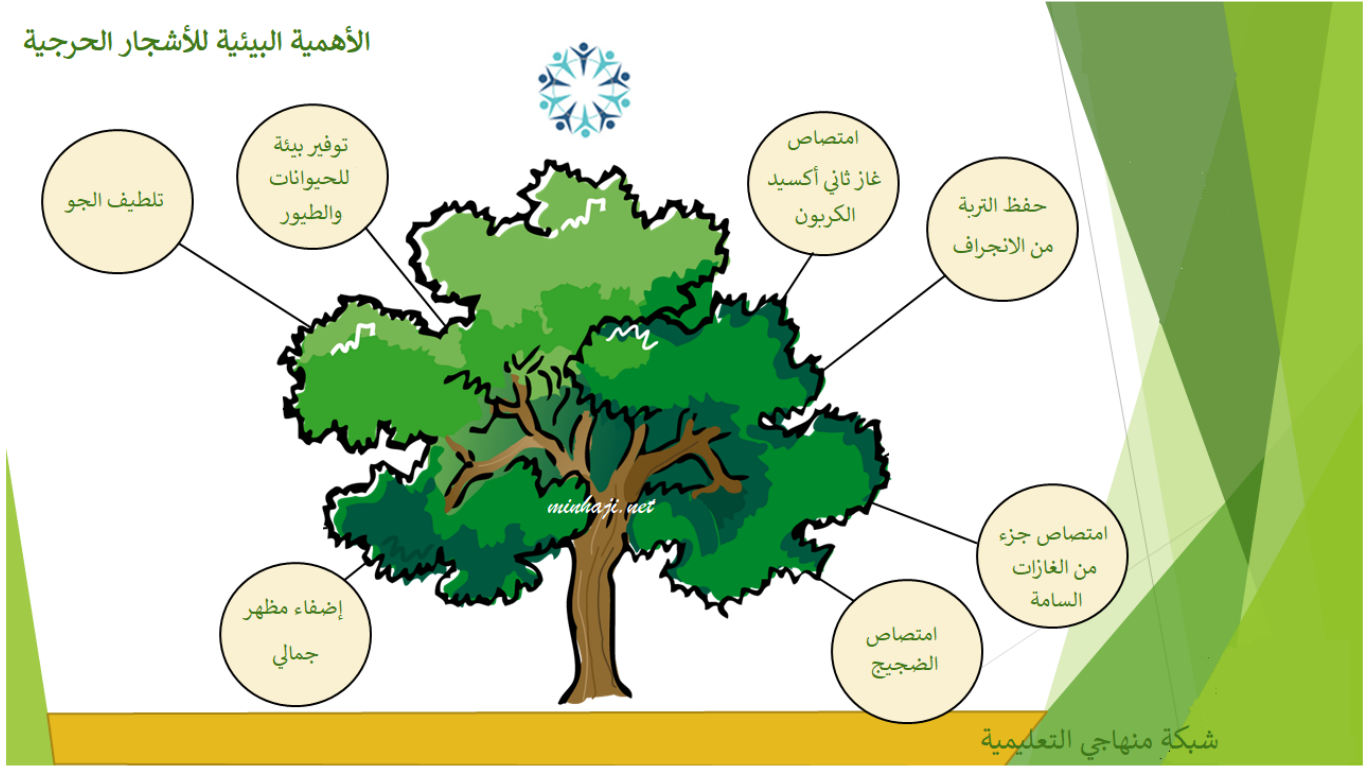 الأهمية البيئية للأشجار الحرجية
امتصاص
غاز ثاني أكسيد
الكربون
حفظ التربة
من الانجراف
توفير بيئة
للحيوانات
والطيور
تلطيف الجو
minhaji.net
امتصاص جزء
من الغازات
السامة
امتصاص
الضجيج
إضفاء مظهر
جمالي
شبكة منهاجي التعليمية